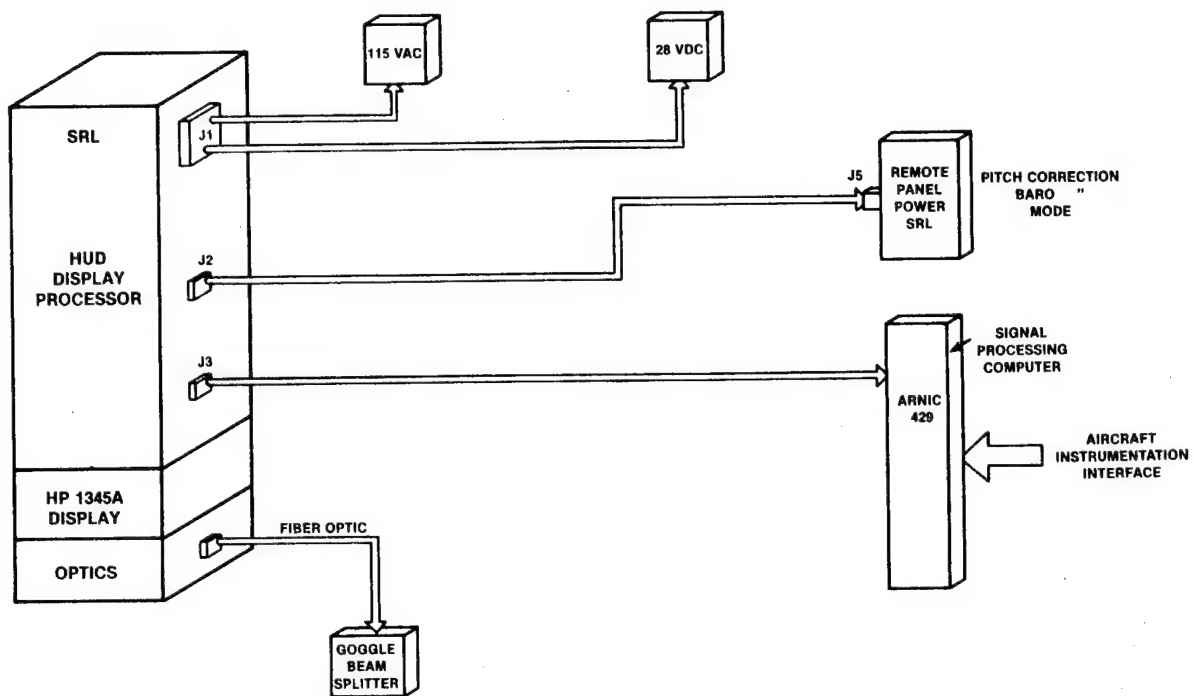 115 VAC
28 VDC
SRL
J1
J5
REMOTE
PANEL
POWER
SRL
PITCH CORRECTION
BARO "
MODE
HUD
DISPLAY
PROCESSOR
J2
J3
SIGNAL
PROCESSING
COMPUTER
ARNIC
429
AIRCRAFT
INSTRUMENTATION
INTERFACE
HP 1345A
DISPLAY
FIBER OPTIC
OPTICS
GOGGLE
BEAM
SPLITTER